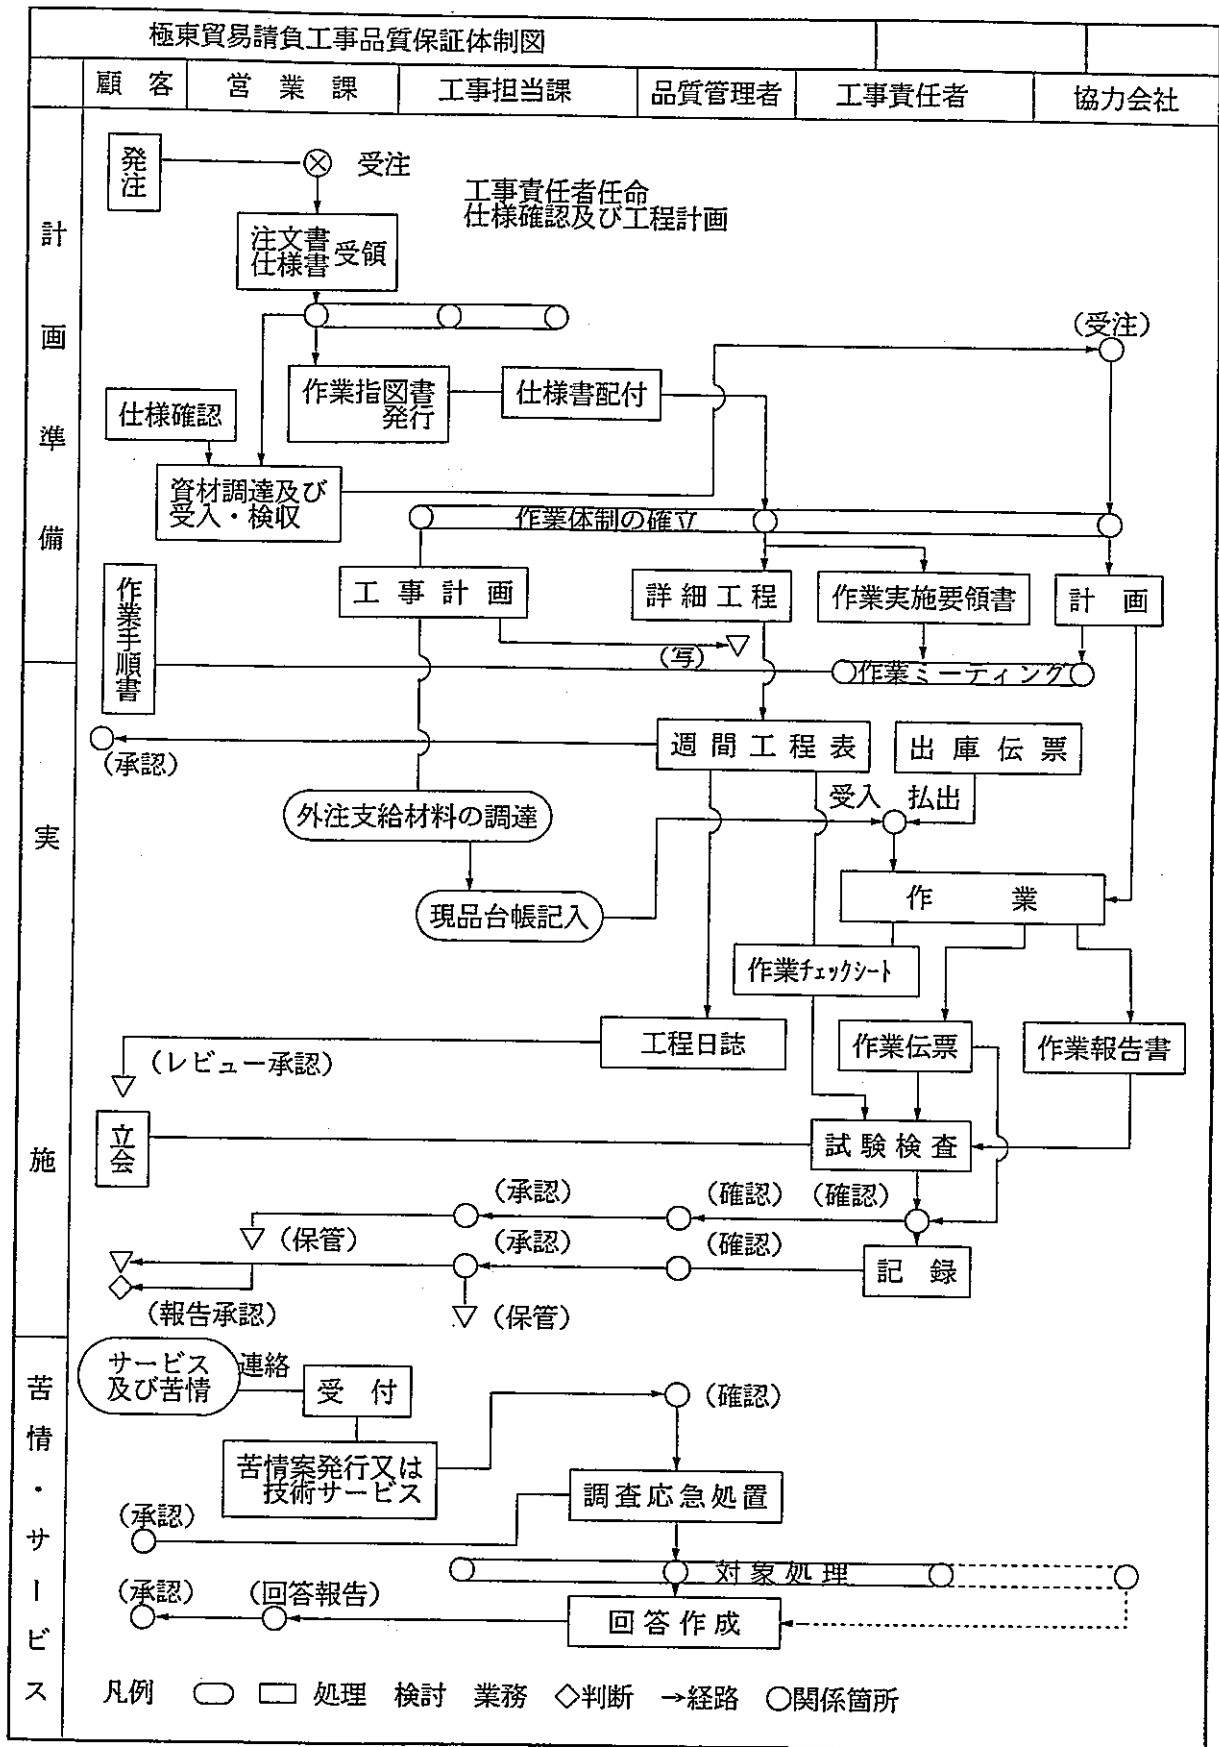 極東貿易請負工事品質保証体制図
顧客
営業課
工事担当課
品質管理者
工事責任者
協力会社
計画準備
発注
受注
工事責任者任命
仕様確認及び工程計画
注文書
仕様書
受領
(受注)
作業指図書
発行
仕様書配付
仕様確認
資材調達及び
受入・検収
作業体制の確立
作業手順書
工事計画
詳細工程
作業実施要領書
計画
(写)
作業ミーティング
実施
週間工程表
出庫伝票
(承認)
受入
払出
外注支給材料の調達
作業
現品台帳記入
作業チェックシート
工程日誌
作業伝票
作業報告書
(レビュー承認)
立会
試験検査
(承認)
(確認)
(確認)
(保管)
(承認)
(確認)
記録
(報告承認)
(保管)
苦情・サービス
サービス
及び苦情
連絡
受付
(確認)
苦情案発行又は
技術サービス
調査応急処置
(承認)
対象処理
(承認)
(回答報告)
回答作成
凡例
処理
検討
業務
判断
→経路
関係箇所